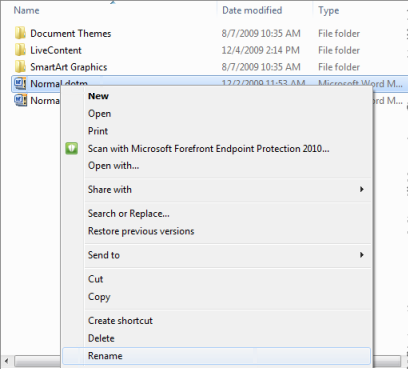 Name Date modified Type
Document Themes 8/7/2009 10:35 AM File folder
LiveContent 12/4/2009 2:14 PM File folder
SmartArt Graphics 8/7/2009 10:35 AM File folder
Normal.dotm 12/2/2009 11:53 AM Microsoft Word M...
Norma rd M...
New
Open
Print
Scan with Microsoft Forefront Endpoint Protection 2010...
Open with...
Share with
Search or Replace...
Restore previous versions
Send to
Cut
Copy
Create shortcut
Delete
Rename